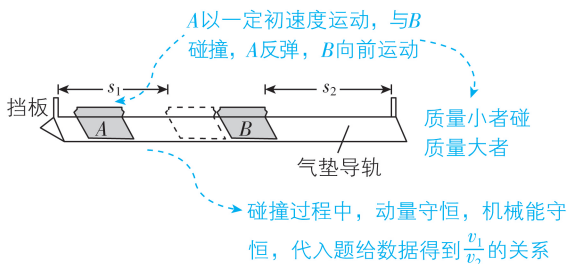 A以一定初速度运动，与B
碰撞，A反弹，B向前运动
s₁
s₂
挡板
A
B
质量小者碰
质量大者
气垫导轨
碰撞过程中，动量守恒，机械能守
恒，代入题给数据得到v₁/v₂的关系